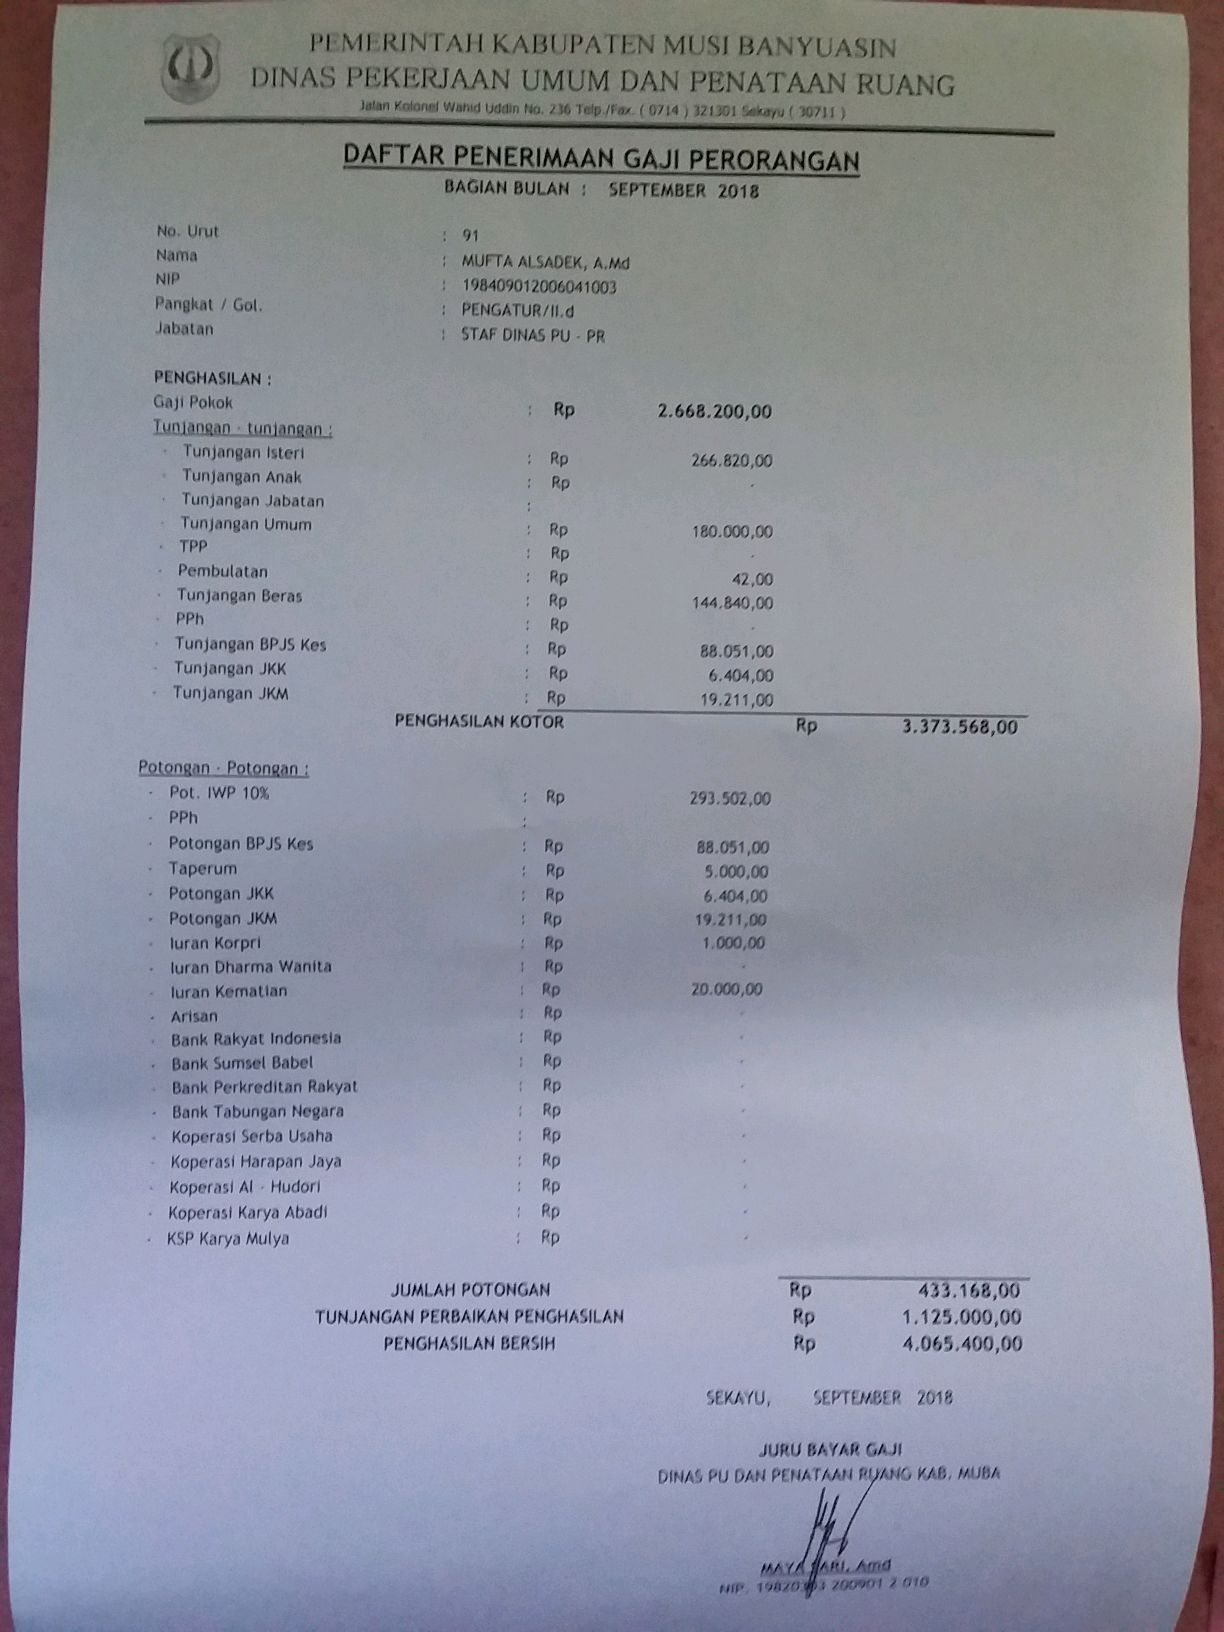 PEMERINTAH KABUPATEN MUSI BANYUASIN
DINAS PEKERJAAN UMUM DAN PENATAAN RUANG
Jalan Kolonel Wahid Uddin No. 236 Telp./Fax. ( 0714 ) 321301 Sekayu ( 30711 )
DAFTAR PENERIMAAN GAJI PERORANGAN
BAGIAN BULAN : SEPTEMBER 2018
No. Urut : 91
Nama : MUFTA ALSADEK, A.Md
NIP : 198409012006041003
Pangkat / Gol. : PENGATUR/II.d
Jabatan : STAF DINAS PU - PR
PENGHASILAN :
Gaji Pokok : Rp 2.668.200,00
Tunjangan - tunjangan :
- Tunjangan Isteri : Rp 266.820,00
- Tunjangan Anak : Rp -
- Tunjangan Jabatan :
- Tunjangan Umum : Rp 180.000,00
- TPP : Rp -
- Pembulatan : Rp 42,00
- Tunjangan Beras : Rp 144.840,00
- PPh : Rp -
- Tunjangan BPJS Kes : Rp 88.051,00
- Tunjangan JKK : Rp 6.404,00
- Tunjangan JKM : Rp 19.211,00
PENGHASILAN KOTOR Rp 3.373.568,00
Potongan - Potongan :
- Pot. IWP 10% : Rp 293.502,00
- PPh :
- Potongan BPJS Kes : Rp 88.051,00
- Taperum : Rp 5.000,00
- Potongan JKK : Rp 6.404,00
- Potongan JKM : Rp 19.211,00
- Iuran Korpri : Rp 1.000,00
- Iuran Dharma Wanita : Rp -
- Iuran Kematian : Rp 20.000,00
- Arisan : Rp -
- Bank Rakyat Indonesia : Rp -
- Bank Sumsel Babel : Rp -
- Bank Perkreditan Rakyat : Rp -
- Bank Tabungan Negara : Rp -
- Koperasi Serba Usaha : Rp -
- Koperasi Harapan Jaya : Rp -
- Koperasi Al - Hudori : Rp -
- Koperasi Karya Abadi : Rp -
- KSP Karya Mulya : Rp -
JUMLAH POTONGAN Rp 433.168,00
TUNJANGAN PERBAIKAN PENGHASILAN Rp 1.125.000,00
PENGHASILAN BERSIH Rp 4.065.400,00
SEKAYU, SEPTEMBER 2018
JURU BAYAR GAJI
DINAS PU DAN PENATAAN RUANG KAB. MUBA
MAYA SARI, Amd
NIP. 200901 2 010